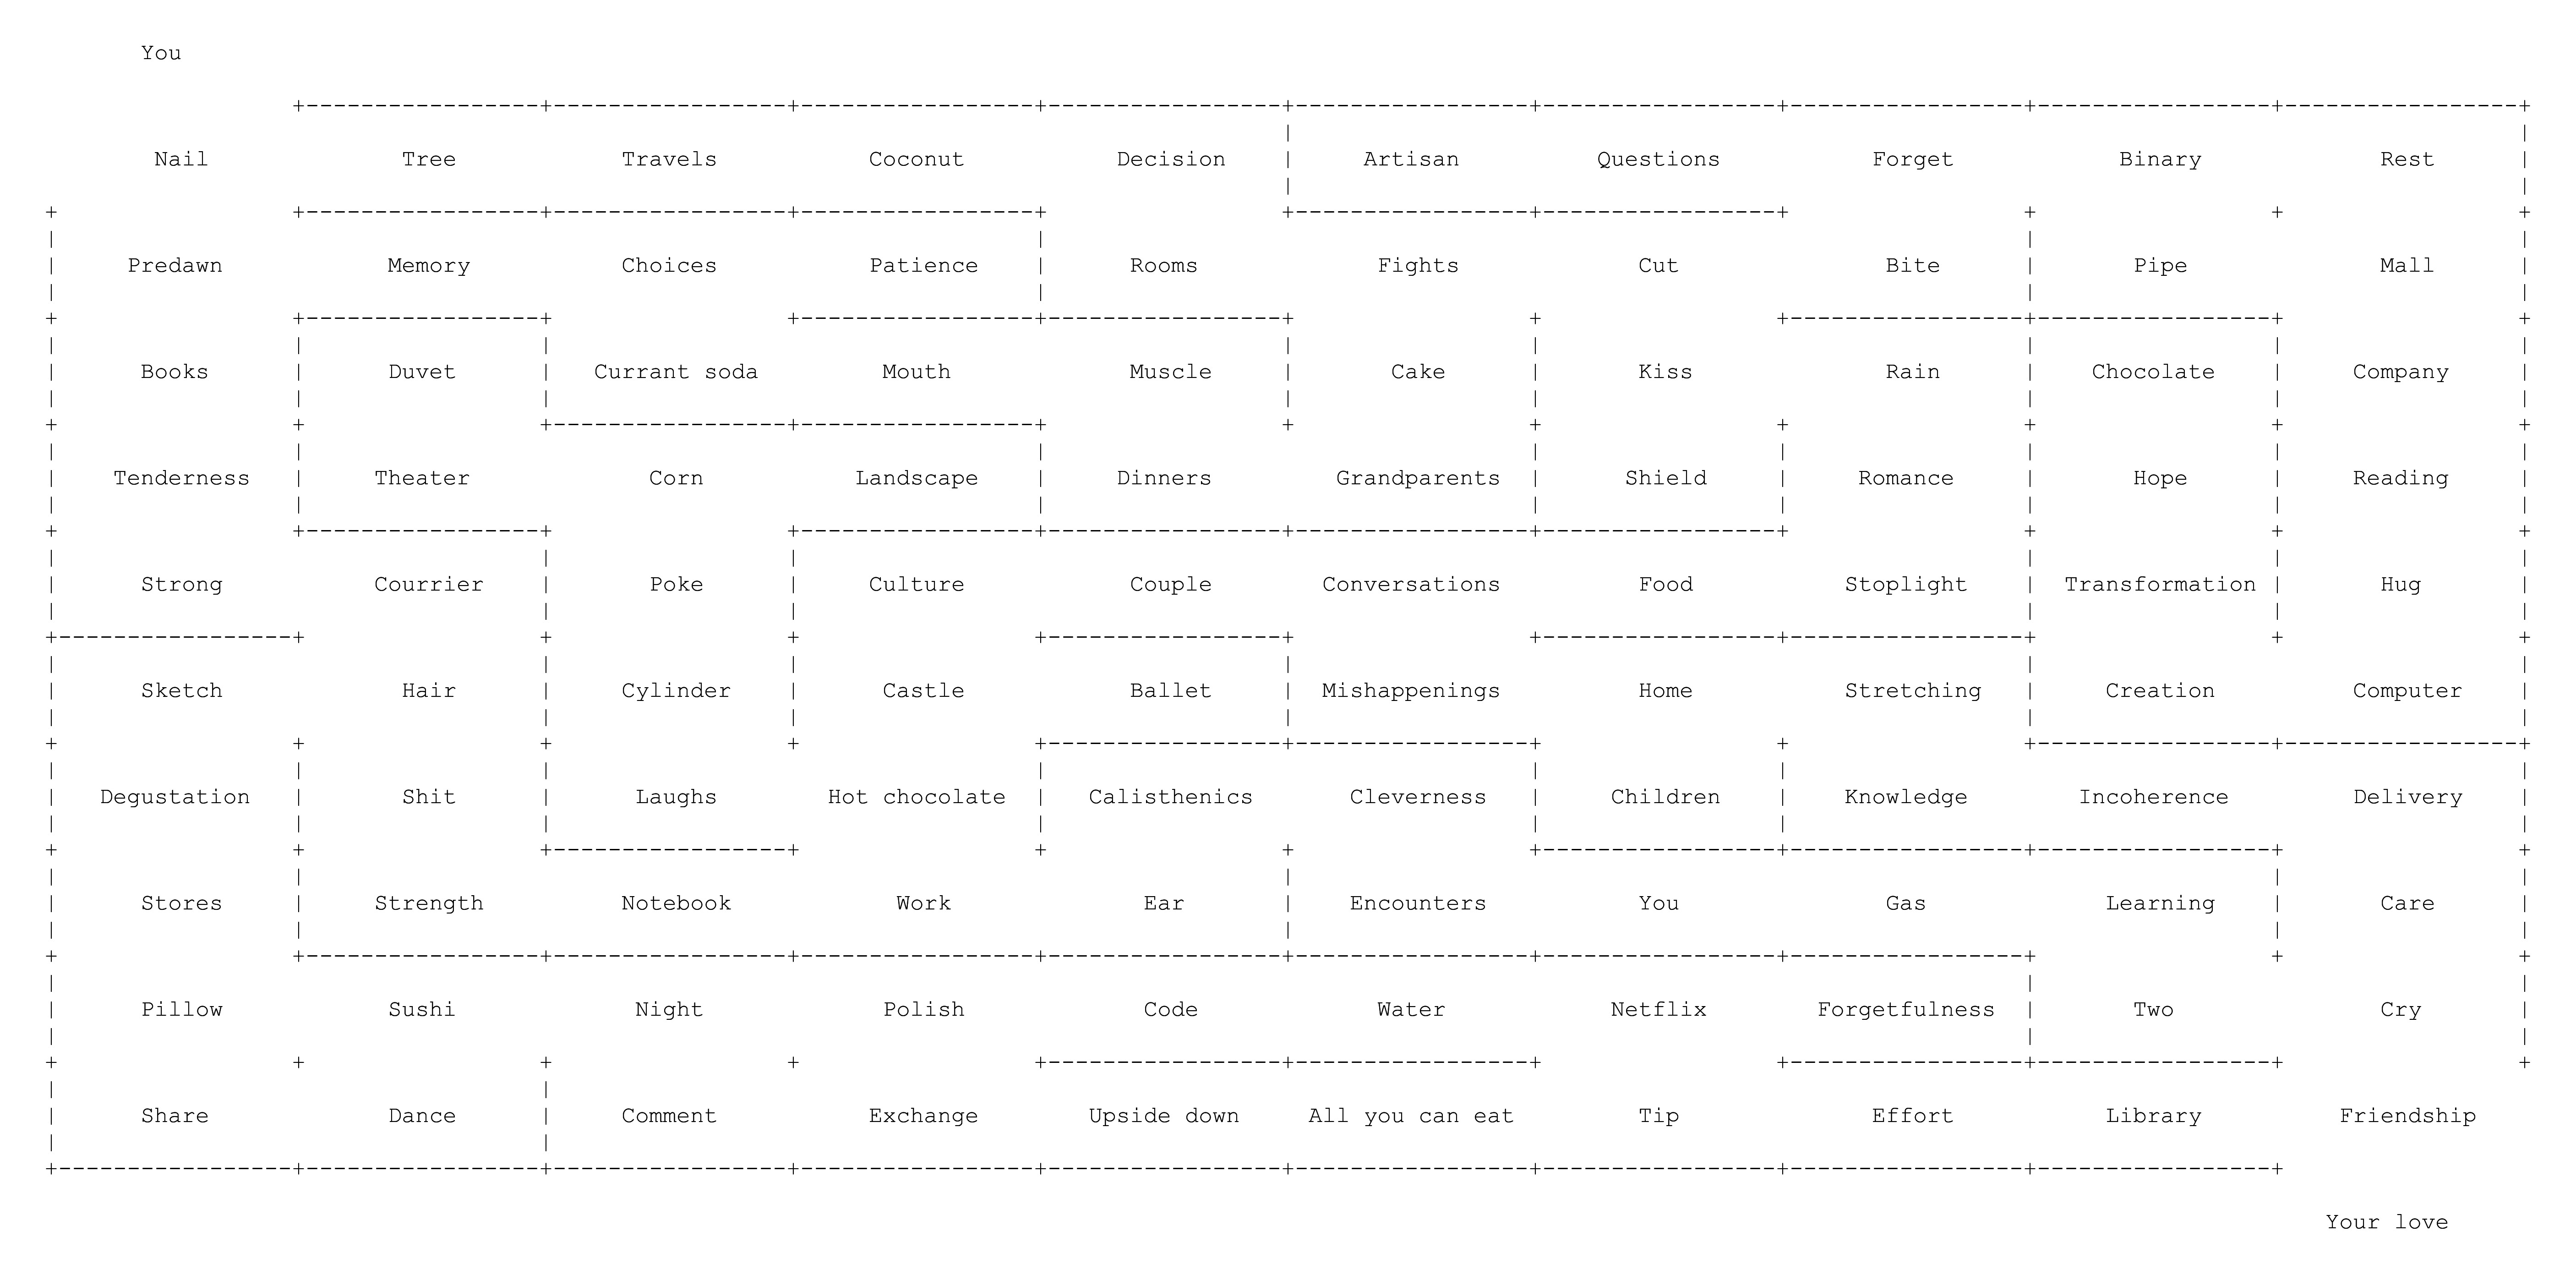 You
Nail Tree Travels Coconut Decision Artisan Questions Forget Binary Rest
Predawn Memory Choices Patience Rooms Fights Cut Bite Pipe Mall
Books Duvet Currant soda Mouth Muscle Cake Kiss Rain Chocolate Company
Tenderness Theater Corn Landscape Dinners Grandparents Shield Romance Hope Reading
Strong Courrier Poke Culture Couple Conversations Food Stoplight Transformation Hug
Sketch Hair Cylinder Castle Ballet Mishappenings Home Stretching Creation Computer
Degustation Shit Laughs Hot chocolate Calisthenics Cleverness Children Knowledge Incoherence Delivery
Stores Strength Notebook Work Ear Encounters You Gas Learning Care
Pillow Sushi Night Polish Code Water Netflix Forgetfulness Two Cry
Share Dance Comment Exchange Upside down All you can eat Tip Effort Library Friendship
Your love